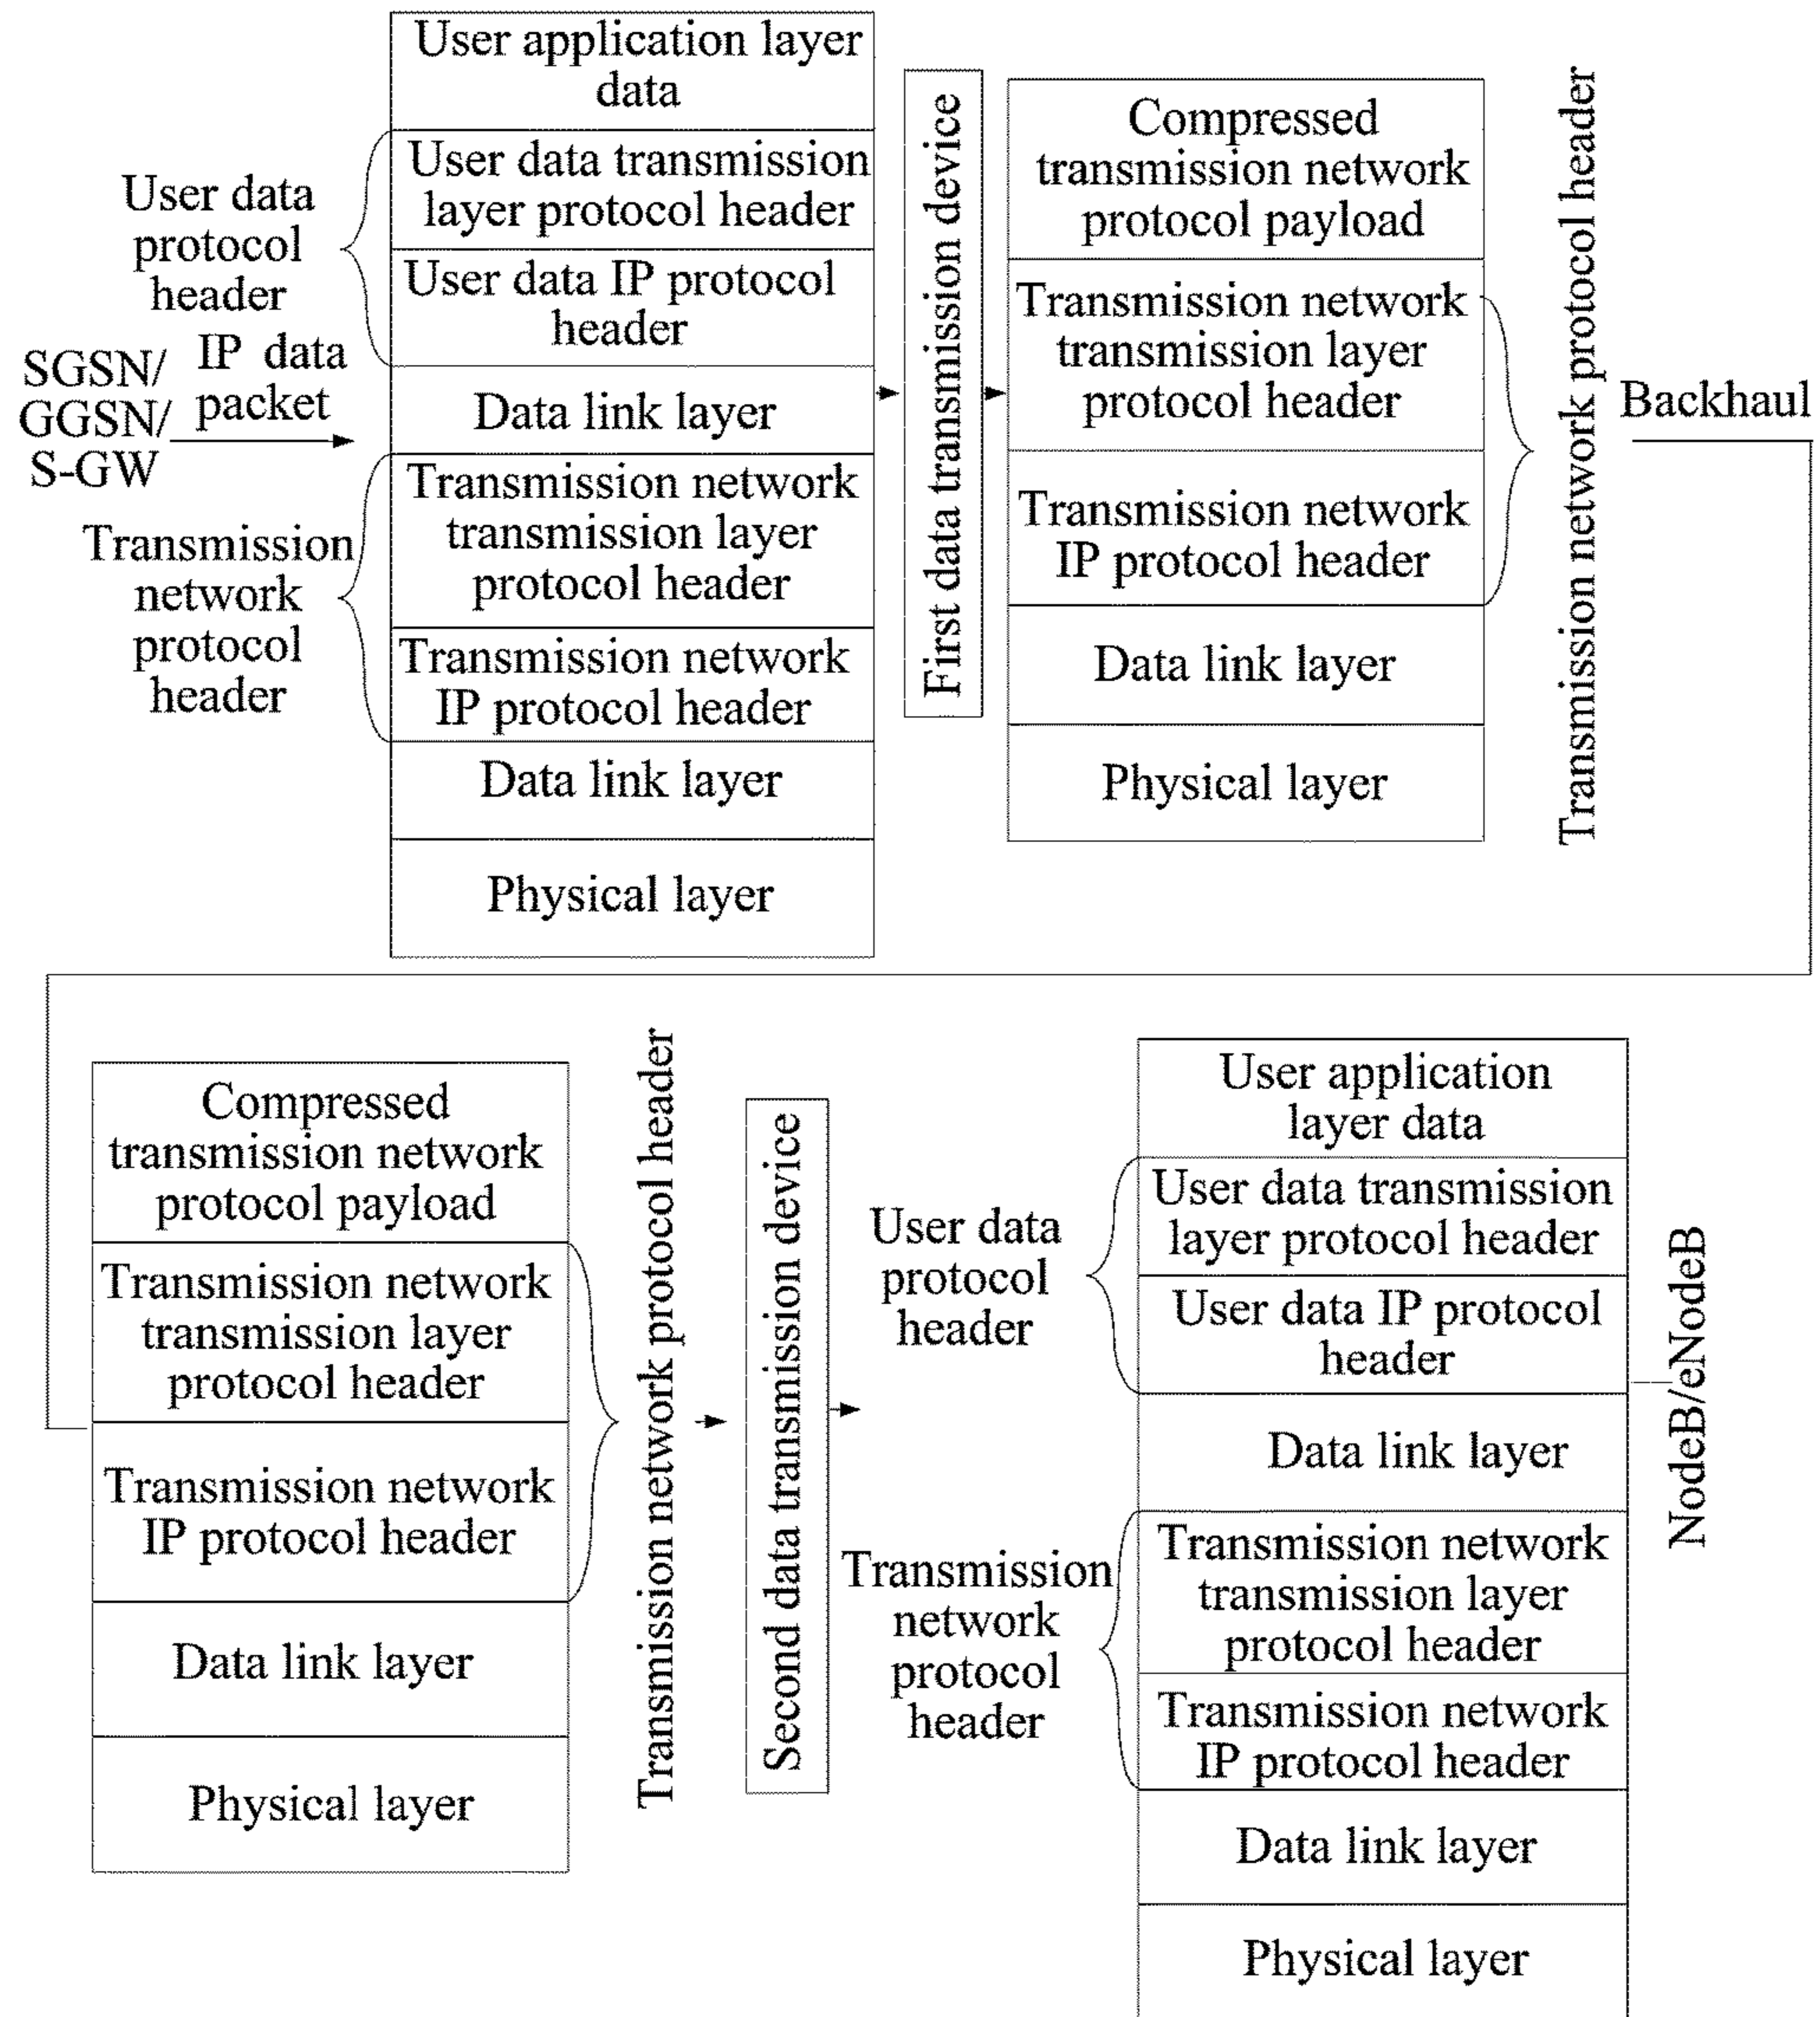 SGSN/
GGSN/
S-GW
IP data
packet
User data
protocol
header
Transmission
network
protocol
header
User application layer
data
User data transmission
layer protocol header
User data IP protocol
header
Data link layer
Transmission network
transmission layer
protocol header
Transmission network
IP protocol header
Data link layer
Physical layer
First data transmission device
Compressed
transmission network
protocol payload
Transmission network
transmission layer
protocol header
Transmission network
IP protocol header
Data link layer
Physical layer
Transmission network protocol header
Backhaul
Compressed
transmission network
protocol payload
Transmission network
transmission layer
protocol header
Transmission network
IP protocol header
Data link layer
Physical layer
Transmission network protocol header
Second data transmission device
User data
protocol
header
Transmission
network
protocol
header
User application
layer data
User data transmission
layer protocol header
User data IP protocol
header
Data link layer
Transmission network
transmission layer
protocol header
Transmission network
IP protocol header
Data link layer
Physical layer
NodeB/eNodeB